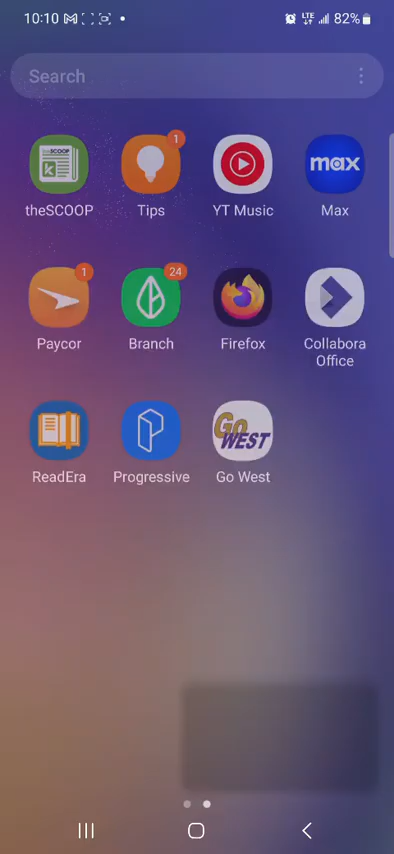 10:10 LTE 82%
Search
theSCOOP
1
Tips
YT Music
max
Max
1
Paycor
24
Branch
Firefox
Collabora
Office
ReadEra
Progressive
GO
WEST
Go West